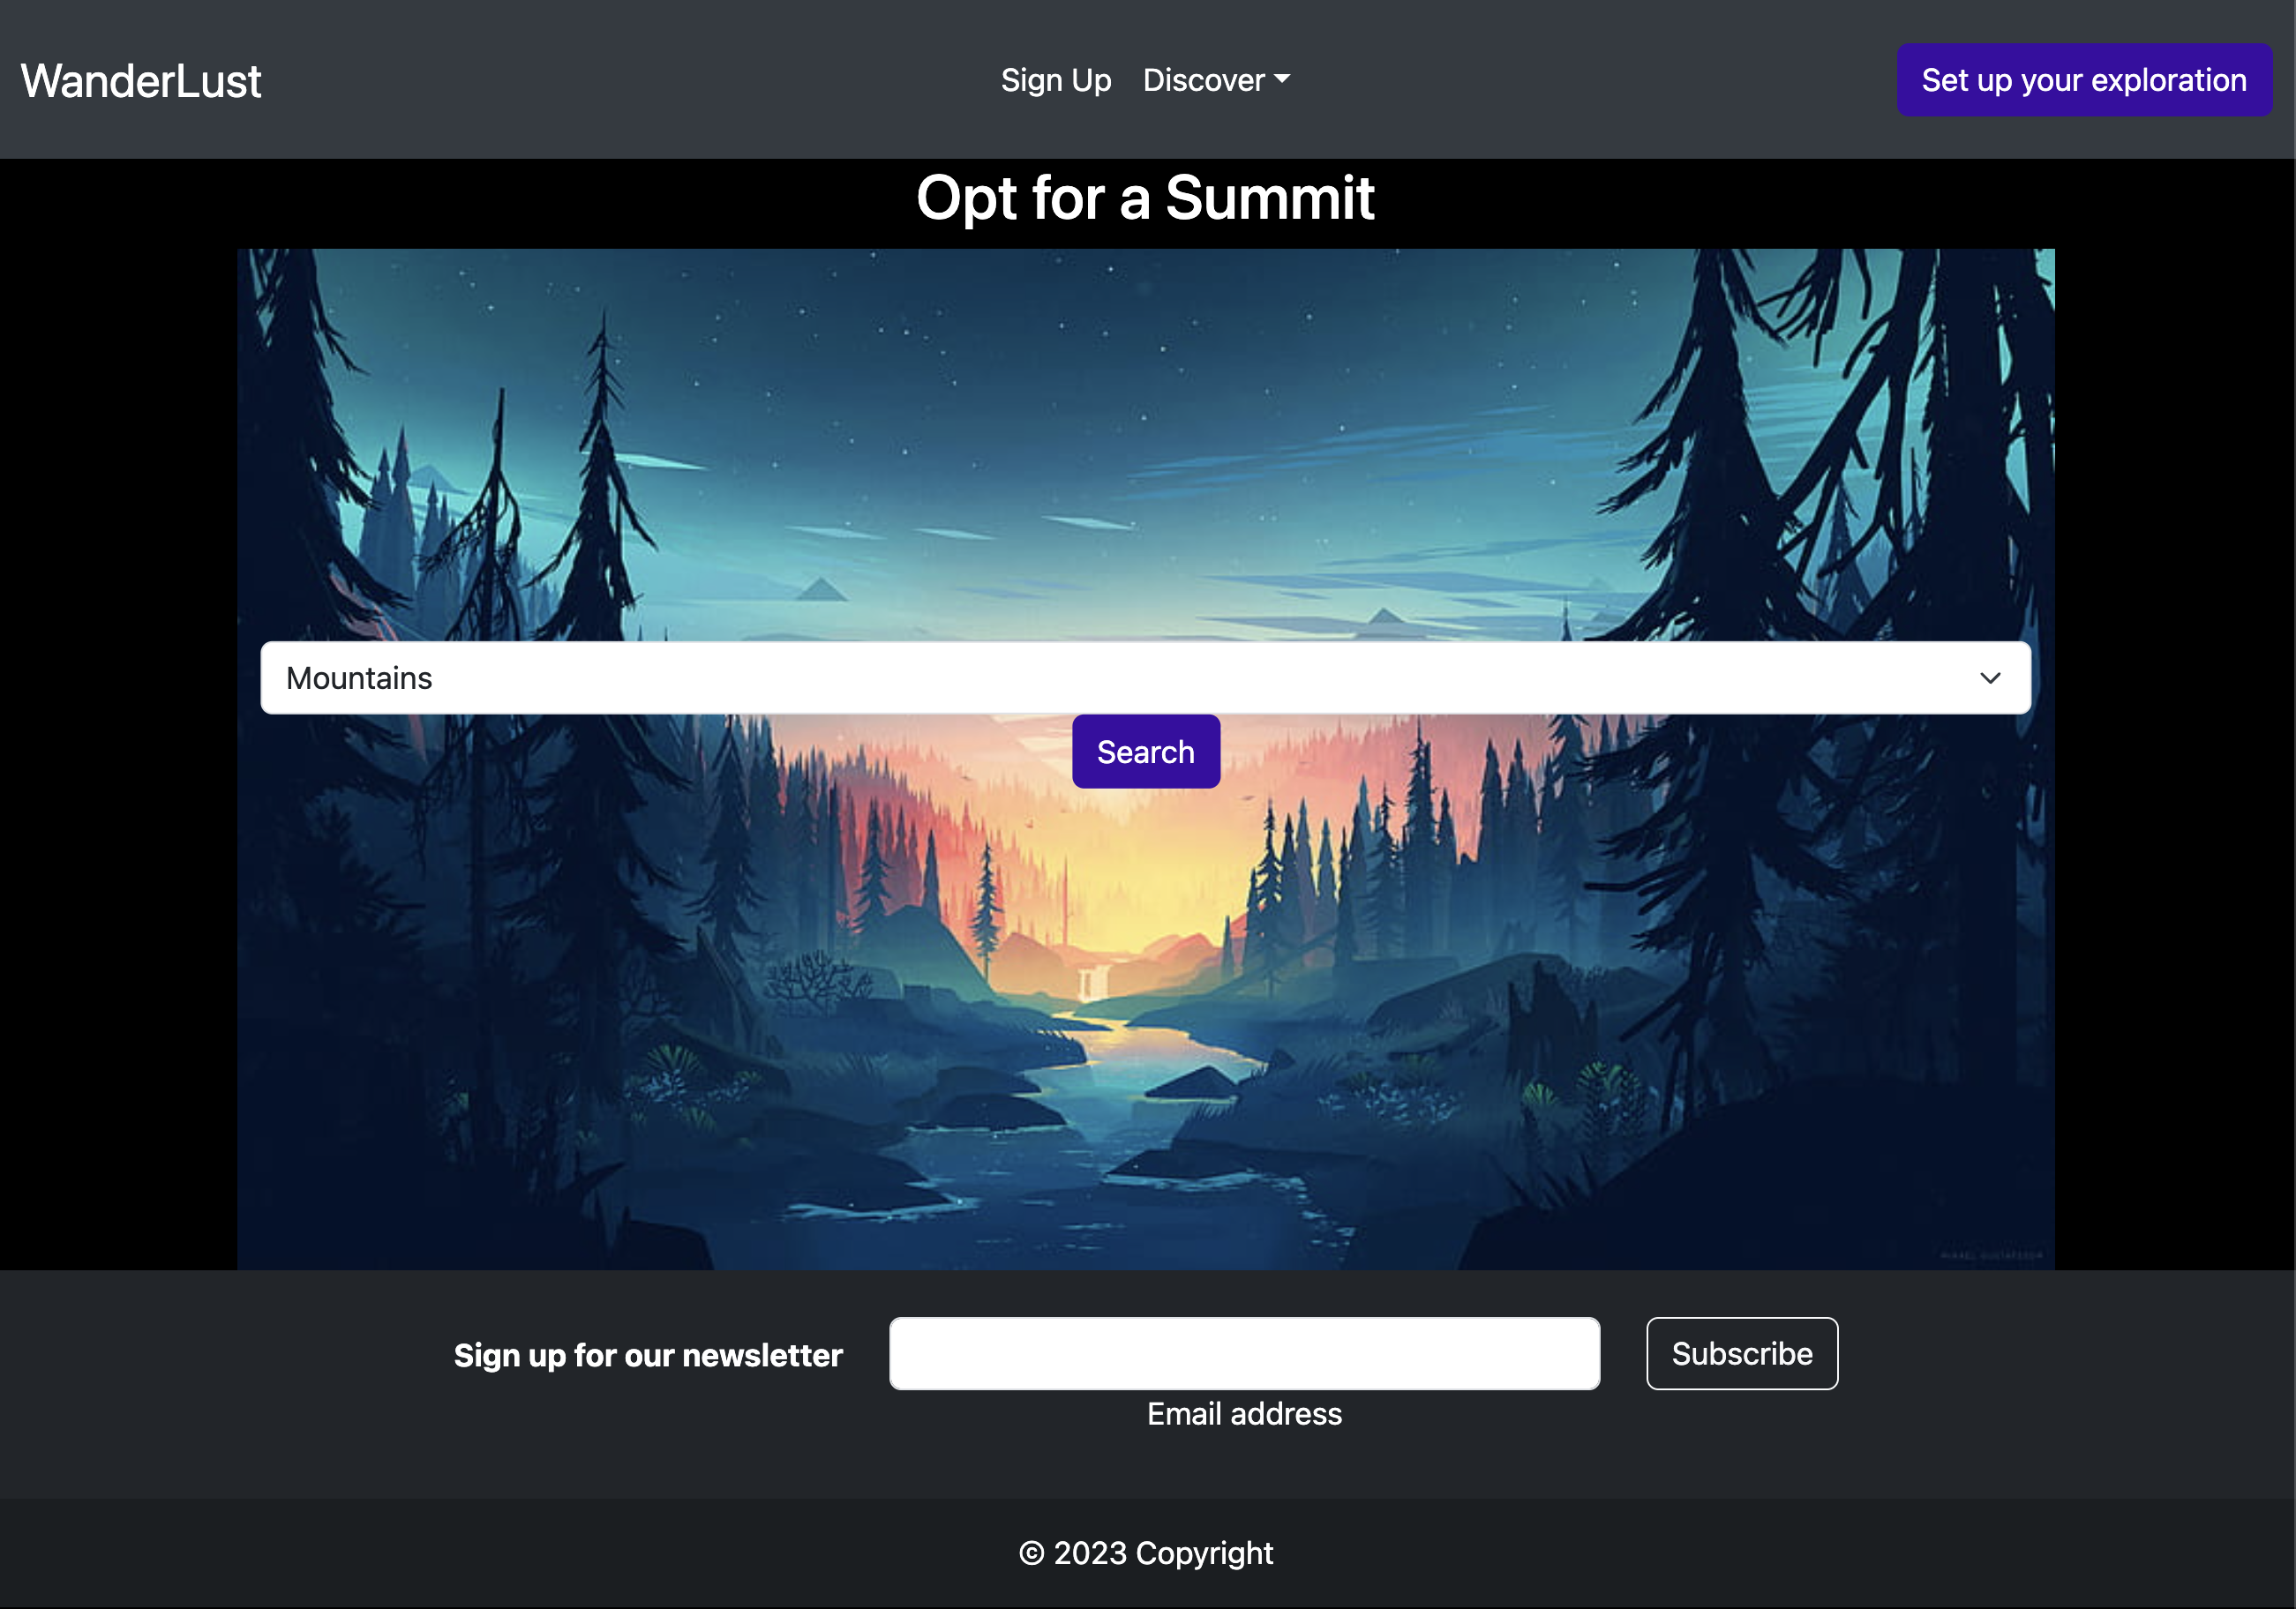 WanderLust
Sign Up Discover
Set up your exploration
Opt for a Summit
Mountains
Search
Sign up for our newsletter
Subscribe
Email address
© 2023 Copyright